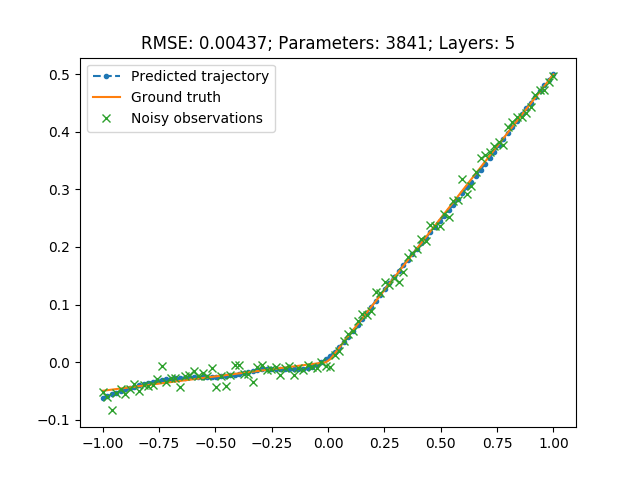 RMSE: 0.00437; Parameters: 3841; Layers: 5
Predicted trajectory
Ground truth
Noisy observations
0.5
0.4
0.3
0.2
0.1
0.0
−0.1
−1.00 −0.75 −0.50 −0.25 0.00 0.25 0.50 0.75 1.00